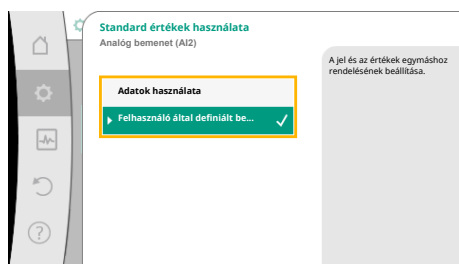 Standard értékek használata
Analóg bemenet (AI2)
A jel és az értékek egymáshoz
rendelésének beállítása.
Adatok használata
Felhasználó által definiált be...